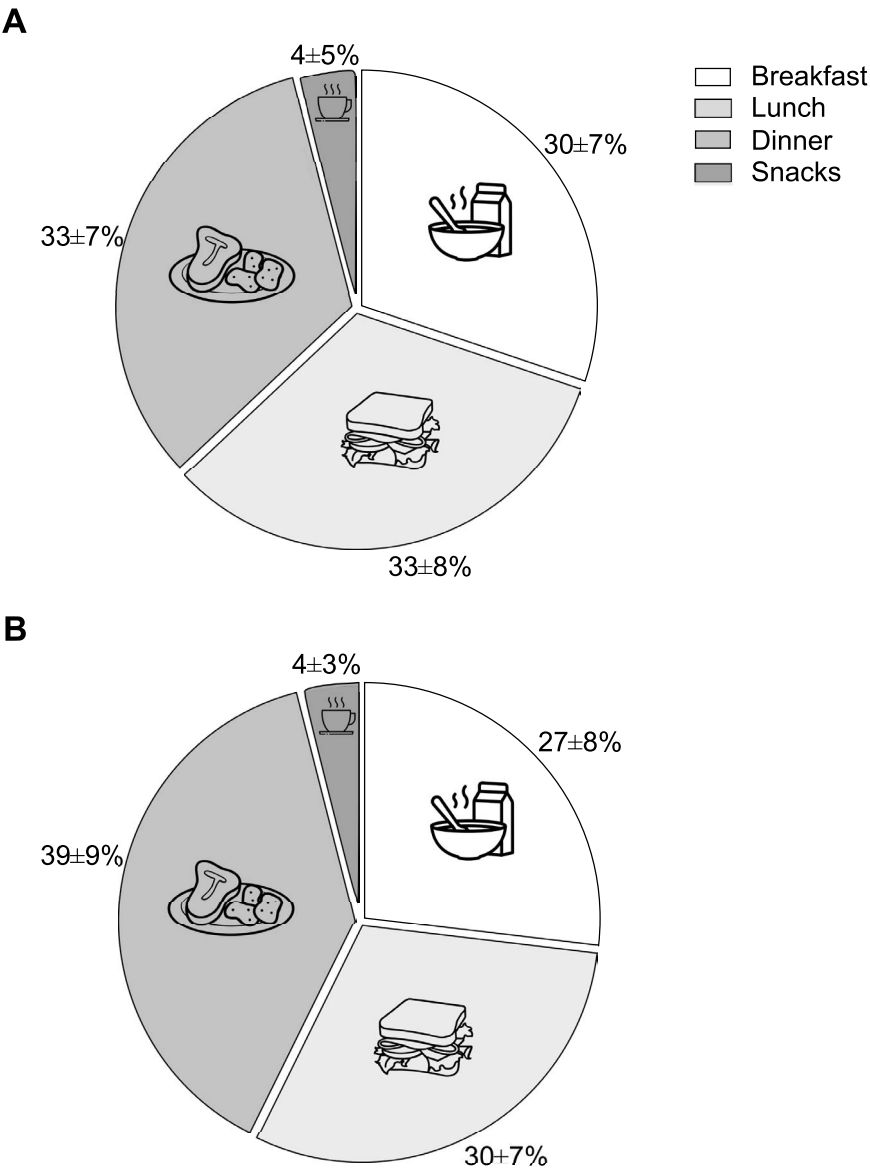 A
4±5%
Breakfast
Lunch
Dinner
Snacks
30±7%
33±7%
33±8%
B
4±3%
27±8%
39±9%
30±7%